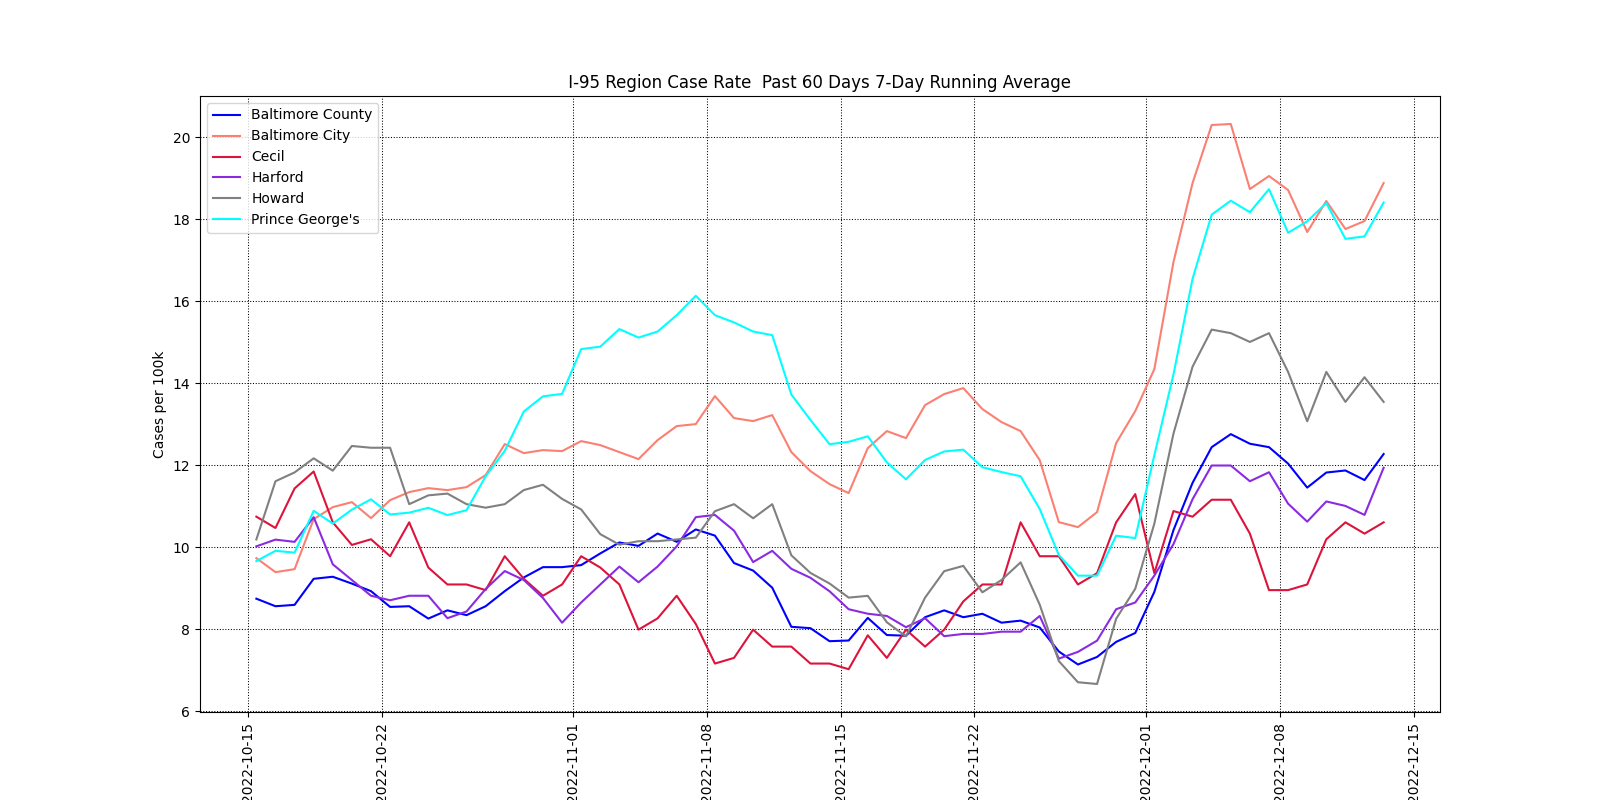 I-95 Region Case Rate  Past 60 Days 7-Day Running Average
Baltimore County
Baltimore City
Cecil
Harford
Howard
Prince George's
Cases per 100k
20
18
16
14
12
10
8
6
2022-10-15
2022-10-22
2022-11-01
2022-11-08
2022-11-15
2022-11-22
2022-12-01
2022-12-08
2022-12-15